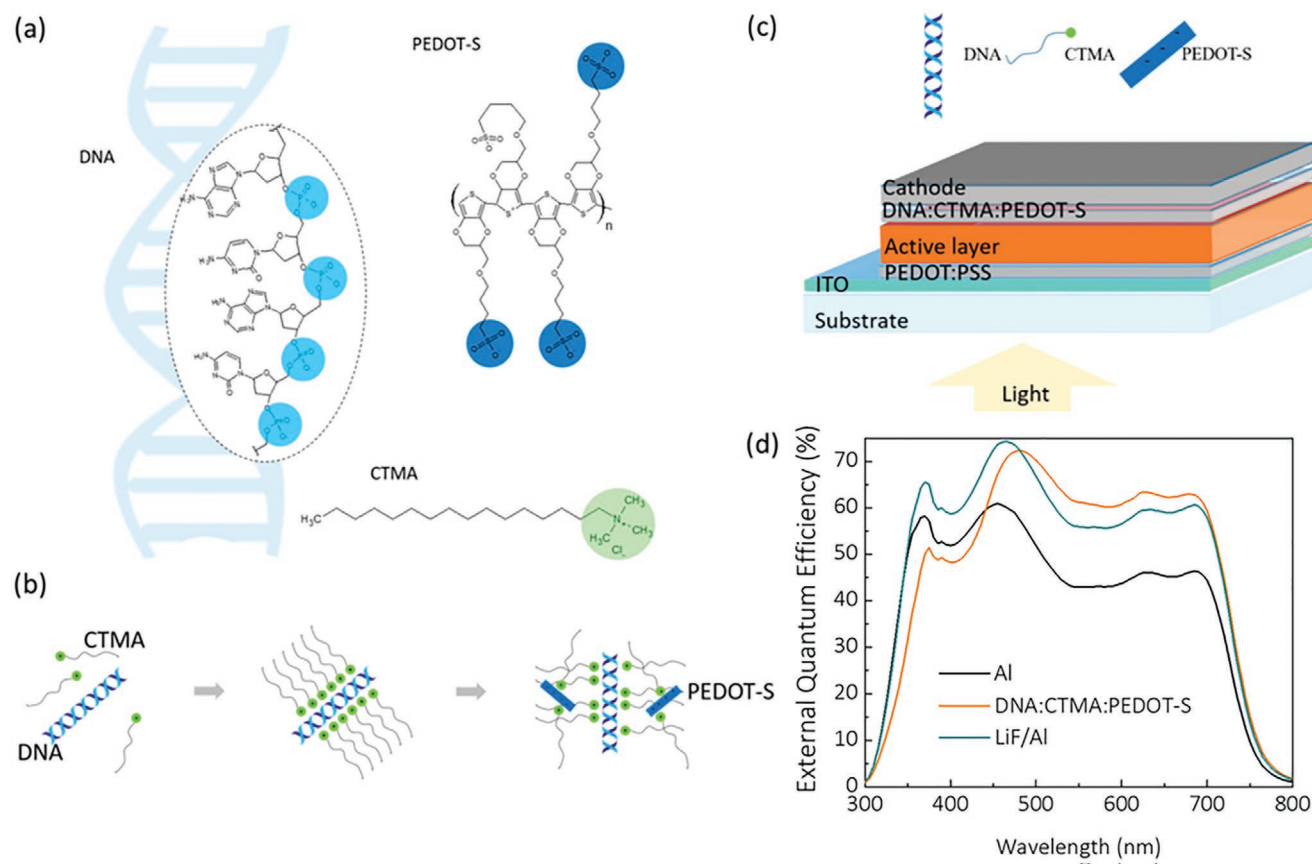 (a)
PEDOT-S
DNA
n
CTMA
H₃C
CH₃
N⁺
CH₃
H₃C
Cl⁻
(b)
CTMA
DNA
PEDOT-S
(c)
DNA
CTMA
PEDOT-S
Cathode
DNA:CTMA:PEDOT-S
Active layer
PEDOT:PSS
ITO
Substrate
Light
(d)
External Quantum Efficiency (%)
70
60
50
40
30
20
10
0
Al
DNA:CTMA:PEDOT-S
LiF/Al
300 400 500 600 700 800
Wavelength (nm)